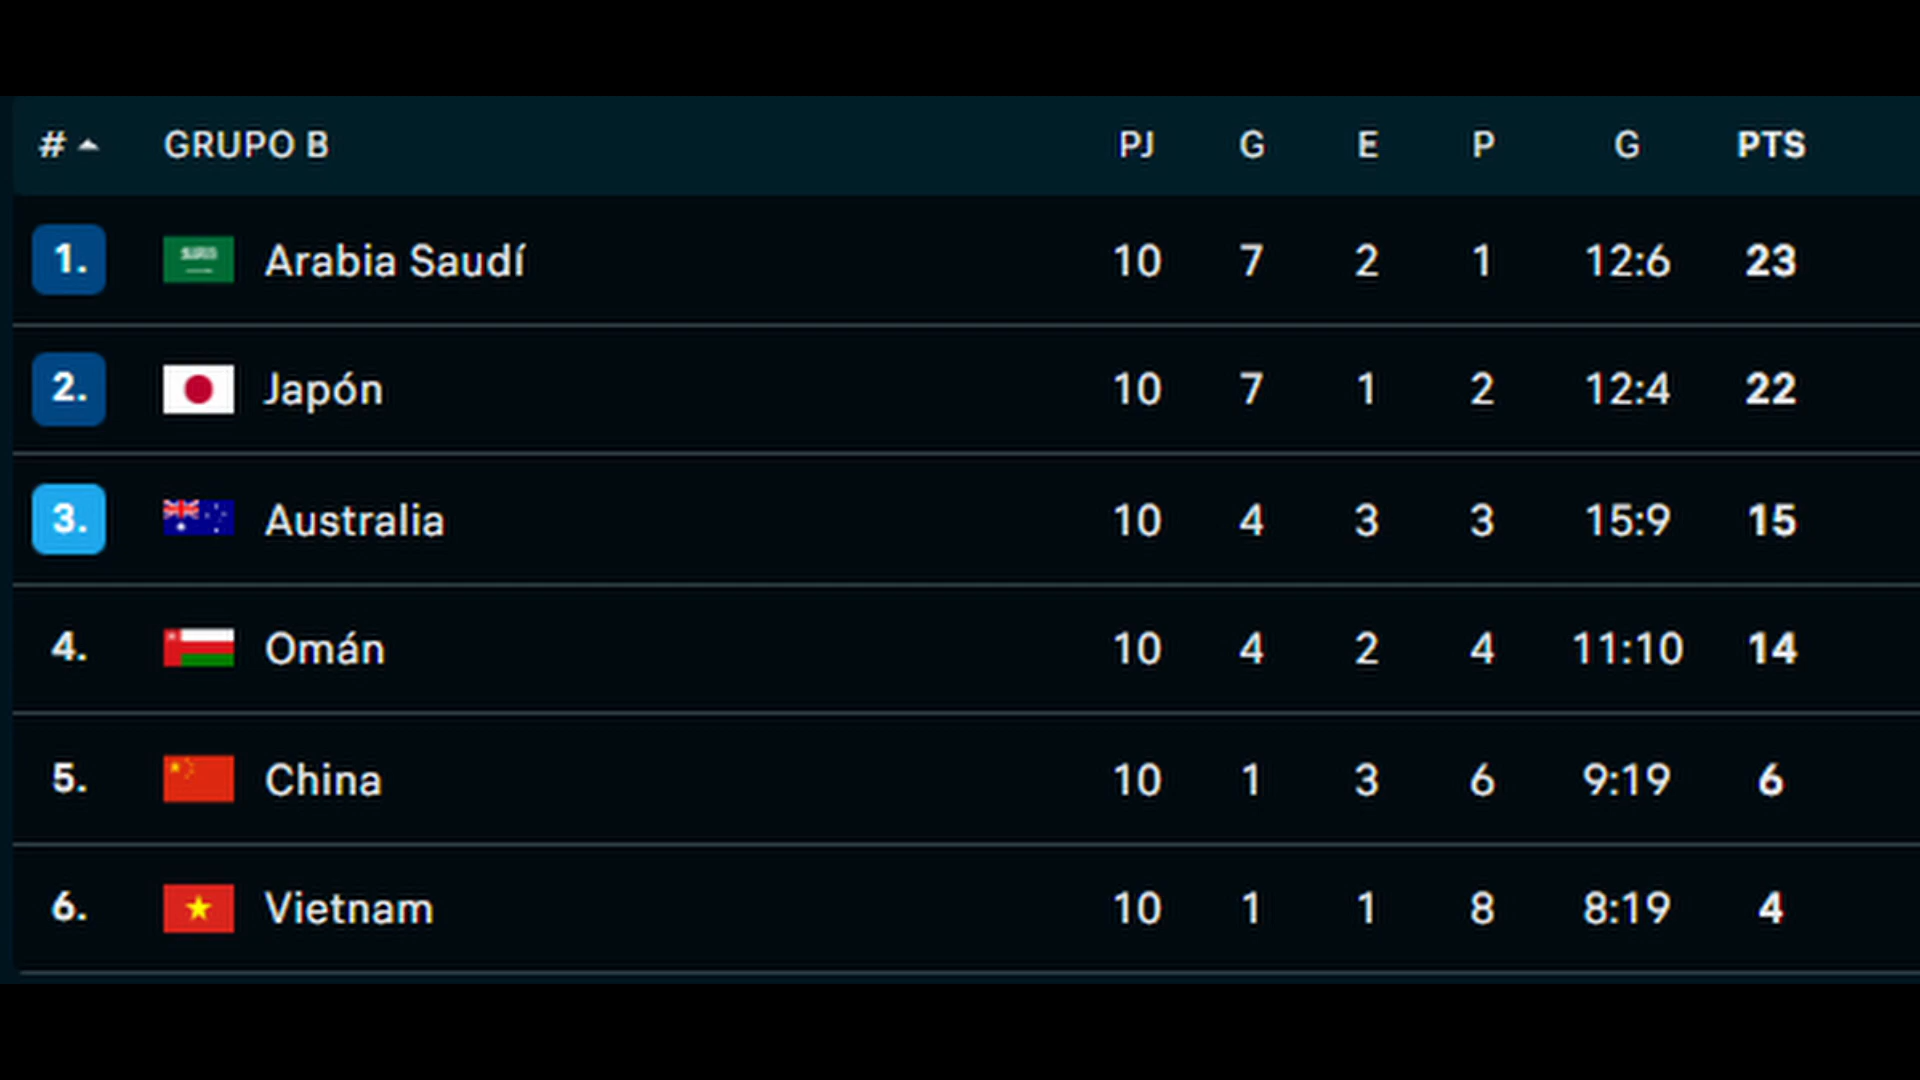 # GRUPO B PJ G E P G PTS
1. Arabia Saudí 10 7 2 1 12:6 23
2. Japón 10 7 1 2 12:4 22
3. Australia 10 4 3 3 15:9 15
4. Omán 10 4 2 4 11:10 14
5. China 10 1 3 6 9:19 6
6. Vietnam 10 1 1 8 8:19 4